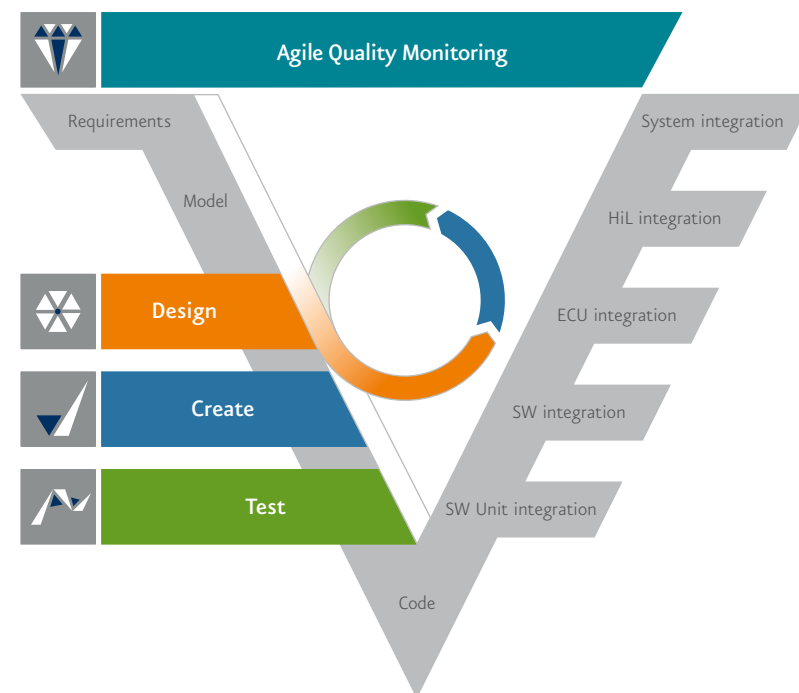 Agile Quality Monitoring
Requirements
System integration
Model
HiL integration
Design
ECU integration
Create
SW integration
Test
SW Unit integration
Code